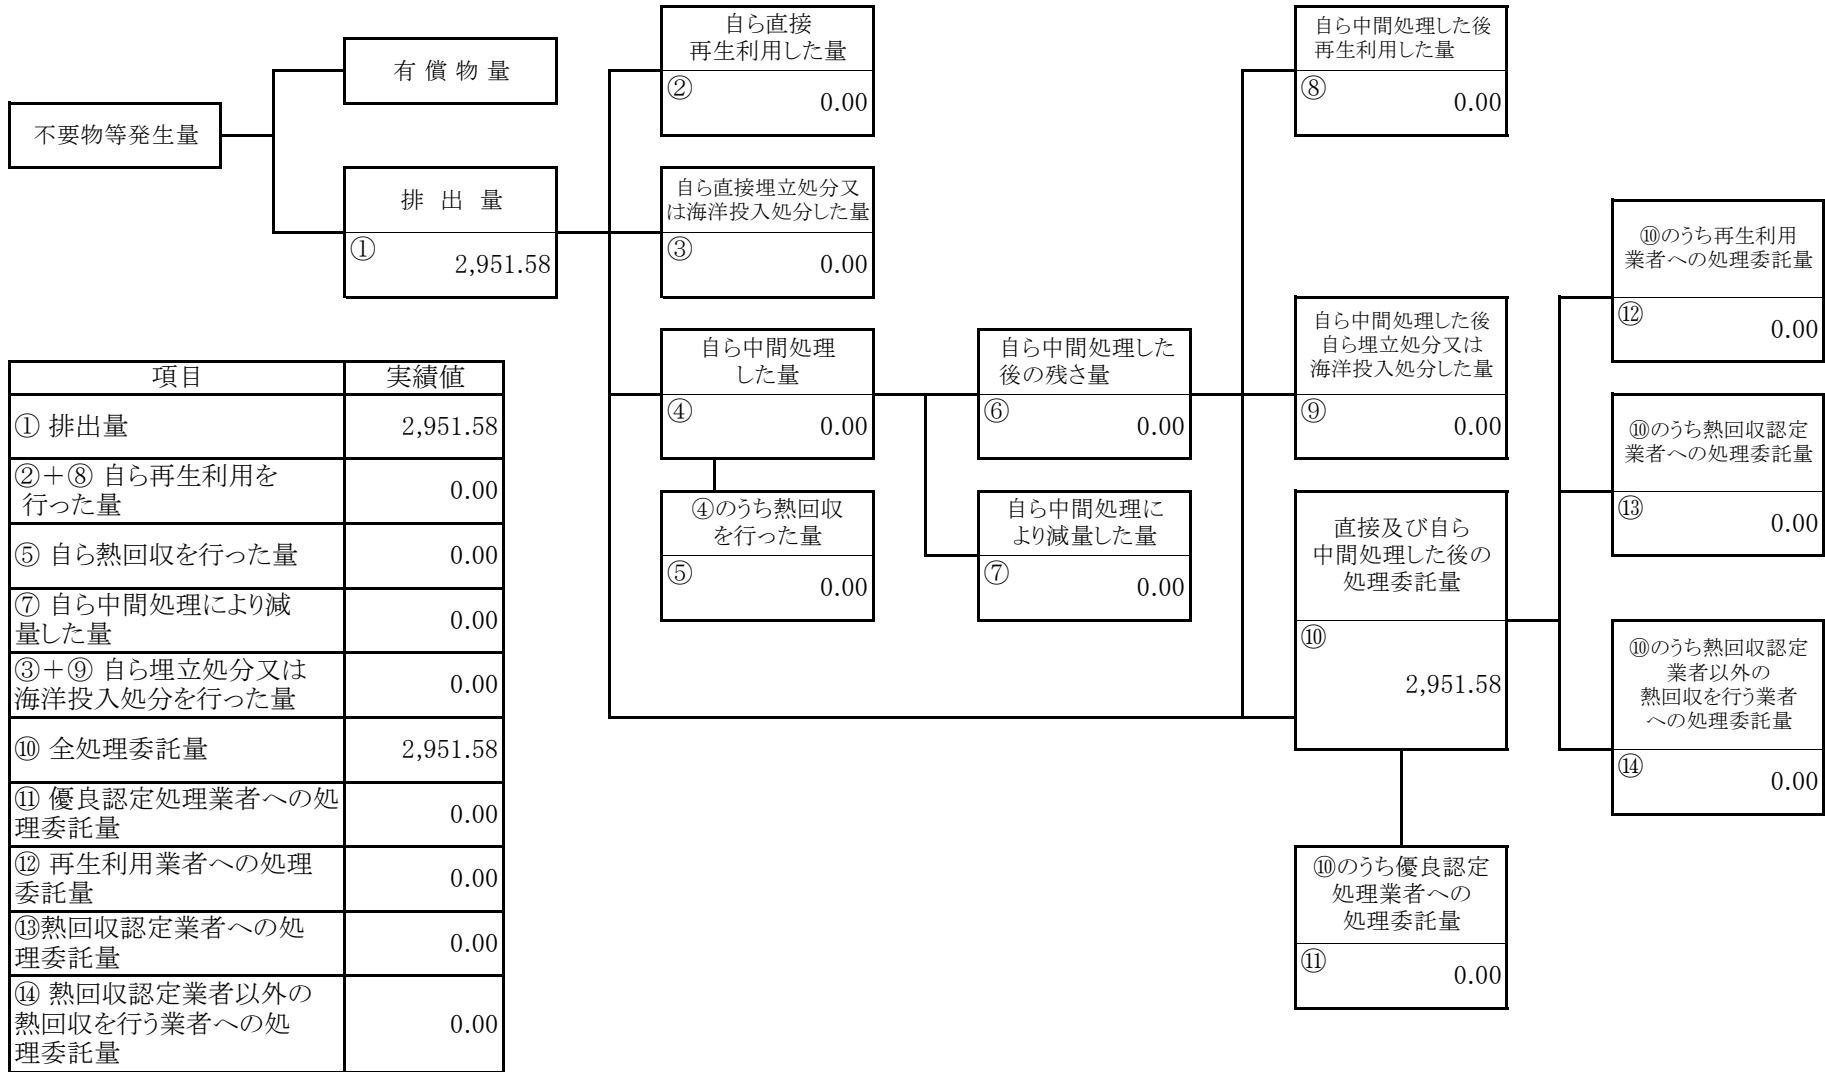 不要物等発生量
有 償 物 量
排 出 量
①
2,951.58
自ら直接
再生利用した量
②
0.00
自ら直接埋立処分又
は海洋投入処分した量
③
0.00
自ら中間処理
した量
④
0.00
④のうち熱回収
を行った量
⑤
0.00
自ら中間処理した
後の残さ量
⑥
0.00
自ら中間処理に
より減量した量
⑦
0.00
自ら中間処理した後
再生利用した量
⑧
0.00
自ら中間処理した後
自ら埋立処分又は
海洋投入処分した量
⑨
0.00
直接及び自ら
中間処理した後の
処理委託量
⑩
2,951.58
⑩のうち優良認定
処理業者への
処理委託量
⑪
0.00
⑩のうち再生利用
業者への処理委託量
⑫
0.00
⑩のうち熱回収認定
業者への処理委託量
⑬
0.00
⑩のうち熱回収認定
業者以外の
熱回収を行う業者
への処理委託量
⑭
0.00
項目 実績値
① 排出量 2,951.58
②+⑧ 自ら再生利用を
行った量 0.00
⑤ 自ら熱回収を行った量 0.00
⑦ 自ら中間処理により減
量した量 0.00
③+⑨ 自ら埋立処分又は
海洋投入処分を行った量 0.00
⑩ 全処理委託量 2,951.58
⑪ 優良認定処理業者への処
理委託量 0.00
⑫ 再生利用業者への処理
委託量 0.00
⑬熱回収認定業者への処
理委託量 0.00
⑭ 熱回収認定業者以外の
熱回収を行う業者への処
理委託量 0.00